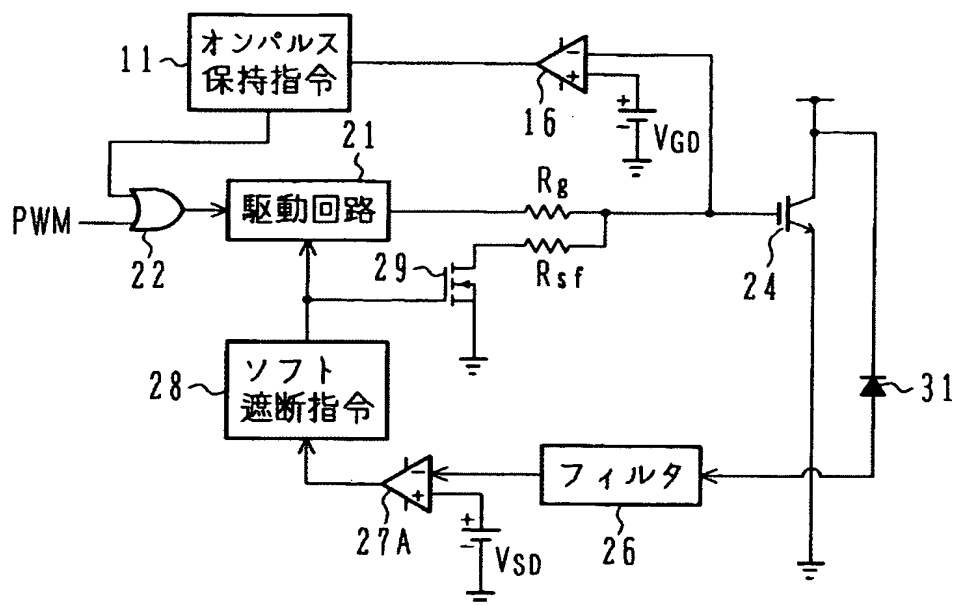 オンパルス
保持指令
11
16
VGD
21
駆動回路
PWM
22
Rg
Rsf
29
24
ソフト
遮断指令
28
31
フィルタ
26
27A
VSD